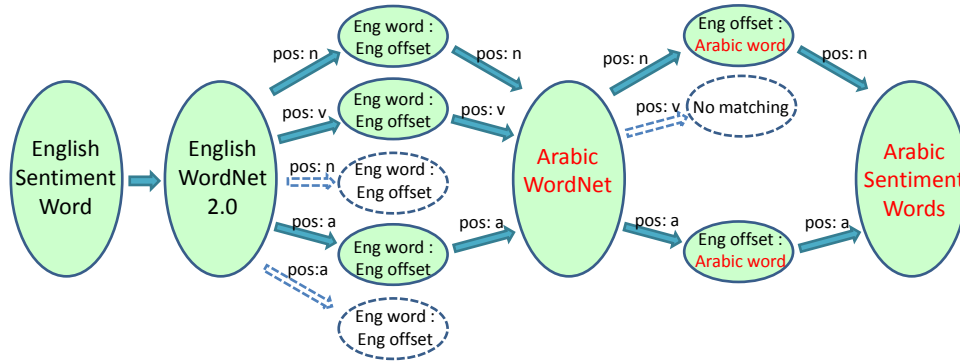 English
Sentiment
Word
English
WordNet
2.0
pos: n
Eng word :
Eng offset
pos: n
pos: v
Eng word :
Eng offset
pos: v
pos: n
Eng word :
Eng offset
pos: a
Eng word :
Eng offset
pos: a
pos:a
Eng word :
Eng offset
Arabic
WordNet
pos: n
Eng offset :
Arabic word
pos: n
pos: v
No matching
pos: a
Eng offset :
Arabic word
pos: a
Arabic
Sentiment
Words